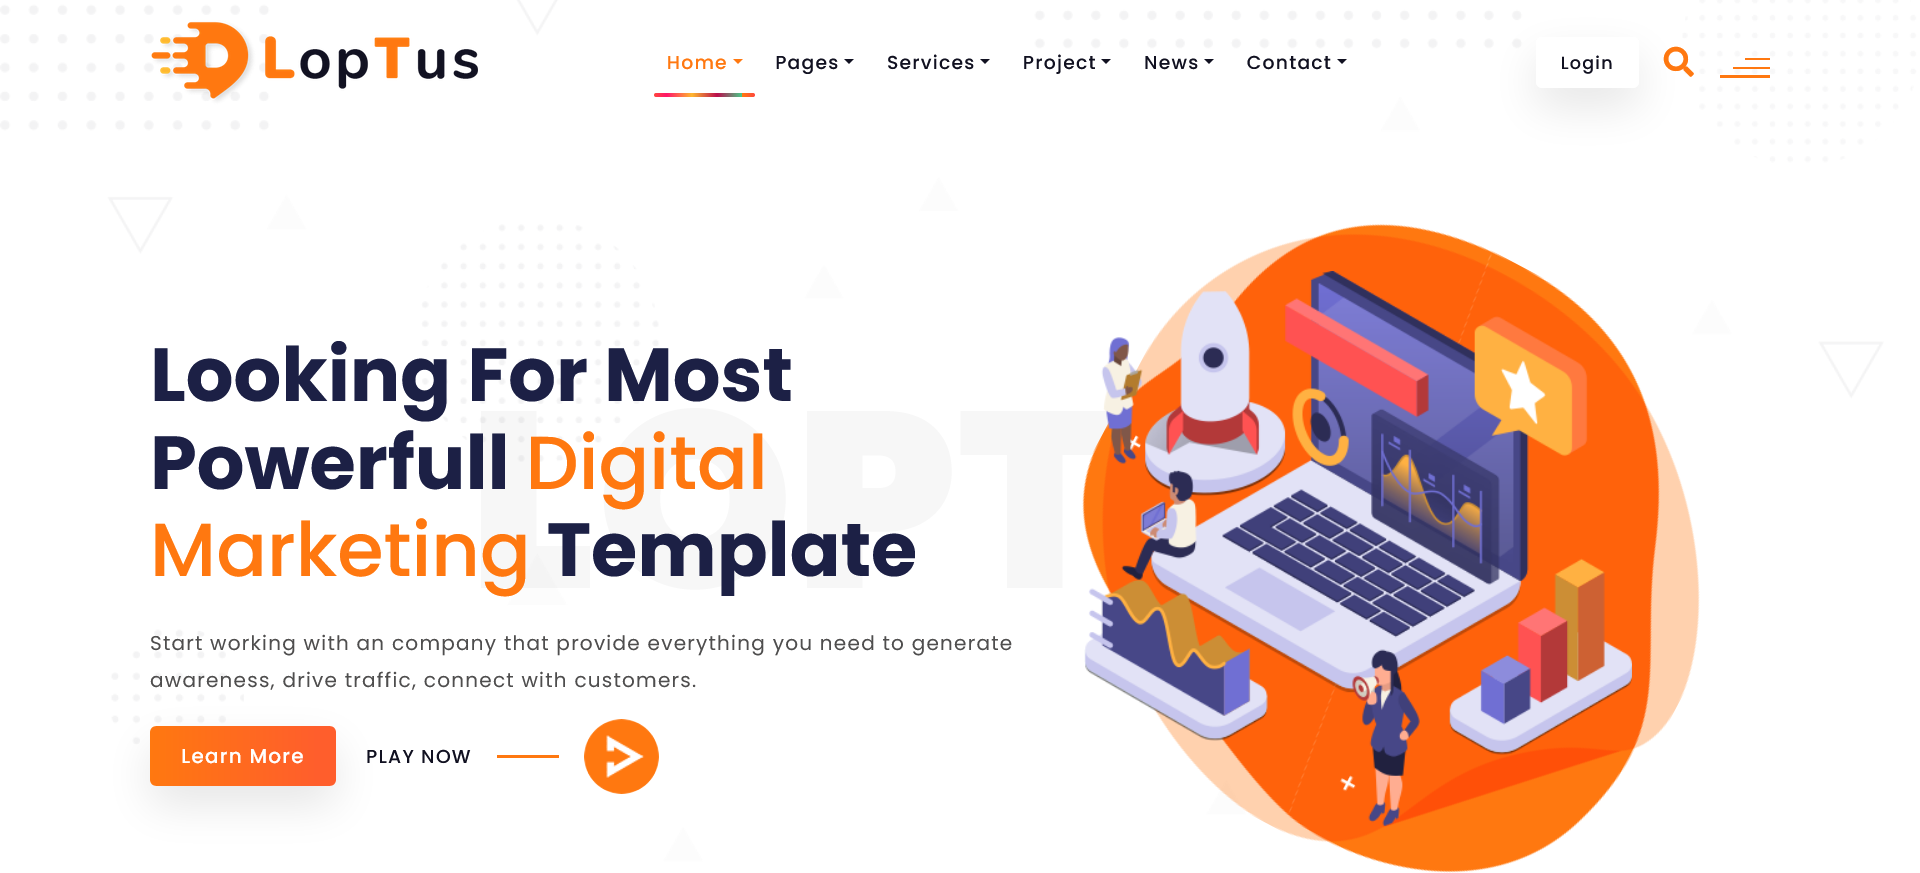 LopTus
Home Pages Services Project News Contact
Login
LOPT
Looking For Most
Powerfull Digital
Marketing Template
Start working with an company that provide everything you need to generate
awareness, drive traffic, connect with customers.
Learn More PLAY NOW